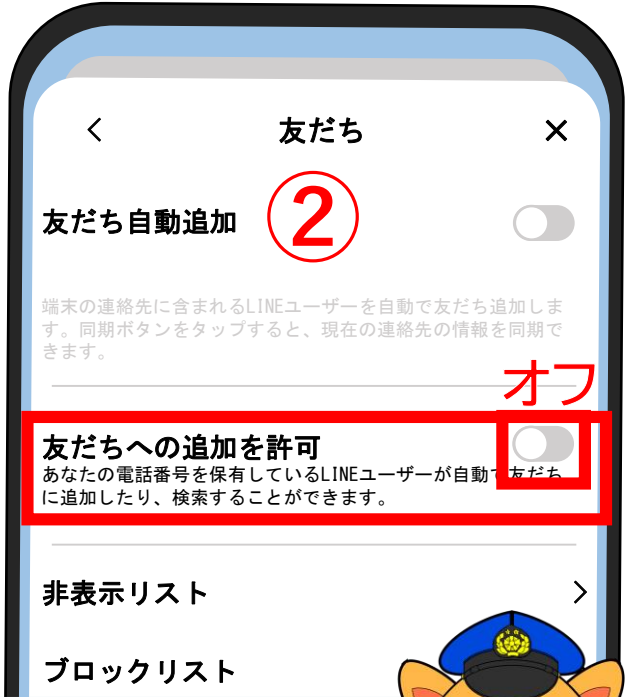 友だち
②
友だち自動追加
端末の連絡先に含まれるLINEユーザーを自動で友だち追加しま
す。同期ボタンをタップすると、現在の連絡先の情報を同期で
きます。
オフ
友だちへの追加を許可
あなたの電話番号を保有しているLINEユーザーが自動で友だち
に追加したり、検索することができます。
非表示リスト
ブロックリスト